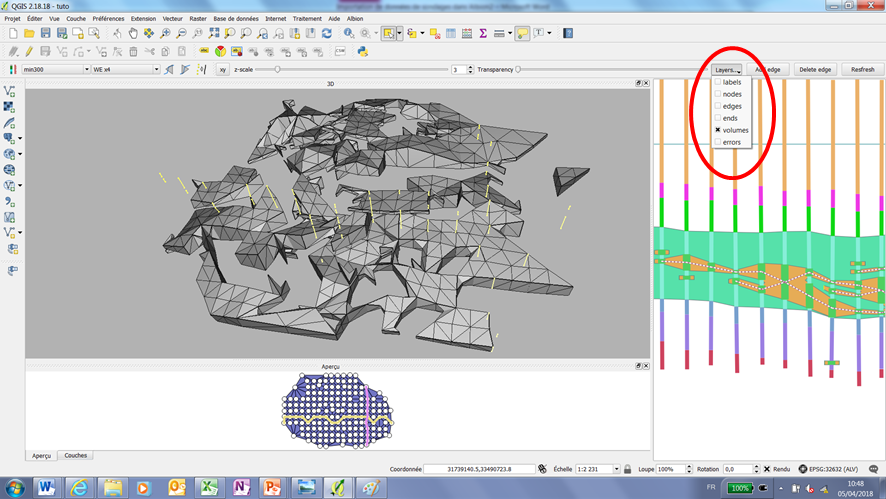 QGIS 2.18.18 - tuto
Projet Éditer Vue Couche Préférences Extension Vecteur Raster Base de données Internet Traitement Aide Albion
CSW
min300 WE x4 xy z-scale 3 Transparency Layers... Add edge Delete edge Resfresh
labels
nodes
edges
ends
volumes
errors
3D
Aperçu
Aperçu Couches
Coordonnée 31739140.5,33490723.8 Échelle 1:2 231 Loupe 100% Rotation 0,0 Rendu EPSG:32632 (ALV)
FR 100% 10:48
05/04/2018